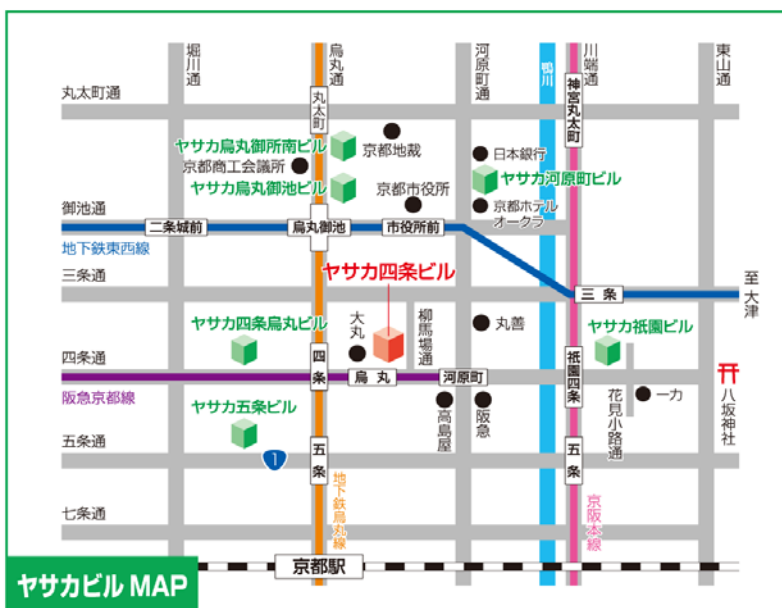 堀川通
烏丸通
河原町通
鴨川
川端通
東山通
丸太町通
丸太町
神宮丸太町
ヤサカ烏丸御所南ビル
京都地裁
日本銀行
京都商工会議所
ヤサカ烏丸御池ビル
京都市役所
ヤサカ河原町ビル
京都ホテル
オークラ
御池通
二条城前
烏丸御池
市役所前
地下鉄東西線
三条通
ヤサカ四条ビル
三条
至大津
ヤサカ四条烏丸ビル
大丸
柳馬場通
丸善
ヤサカ祇園ビル
四条通
四条
烏丸
河原町
祇園四条
阪急京都線
ヤサカ五条ビル
高島屋
阪急
花見小路通
一力
八坂神社
五条通
五条
1
五条
地下鉄烏丸線
京阪本線
七条通
京都駅
ヤサカビル MAP